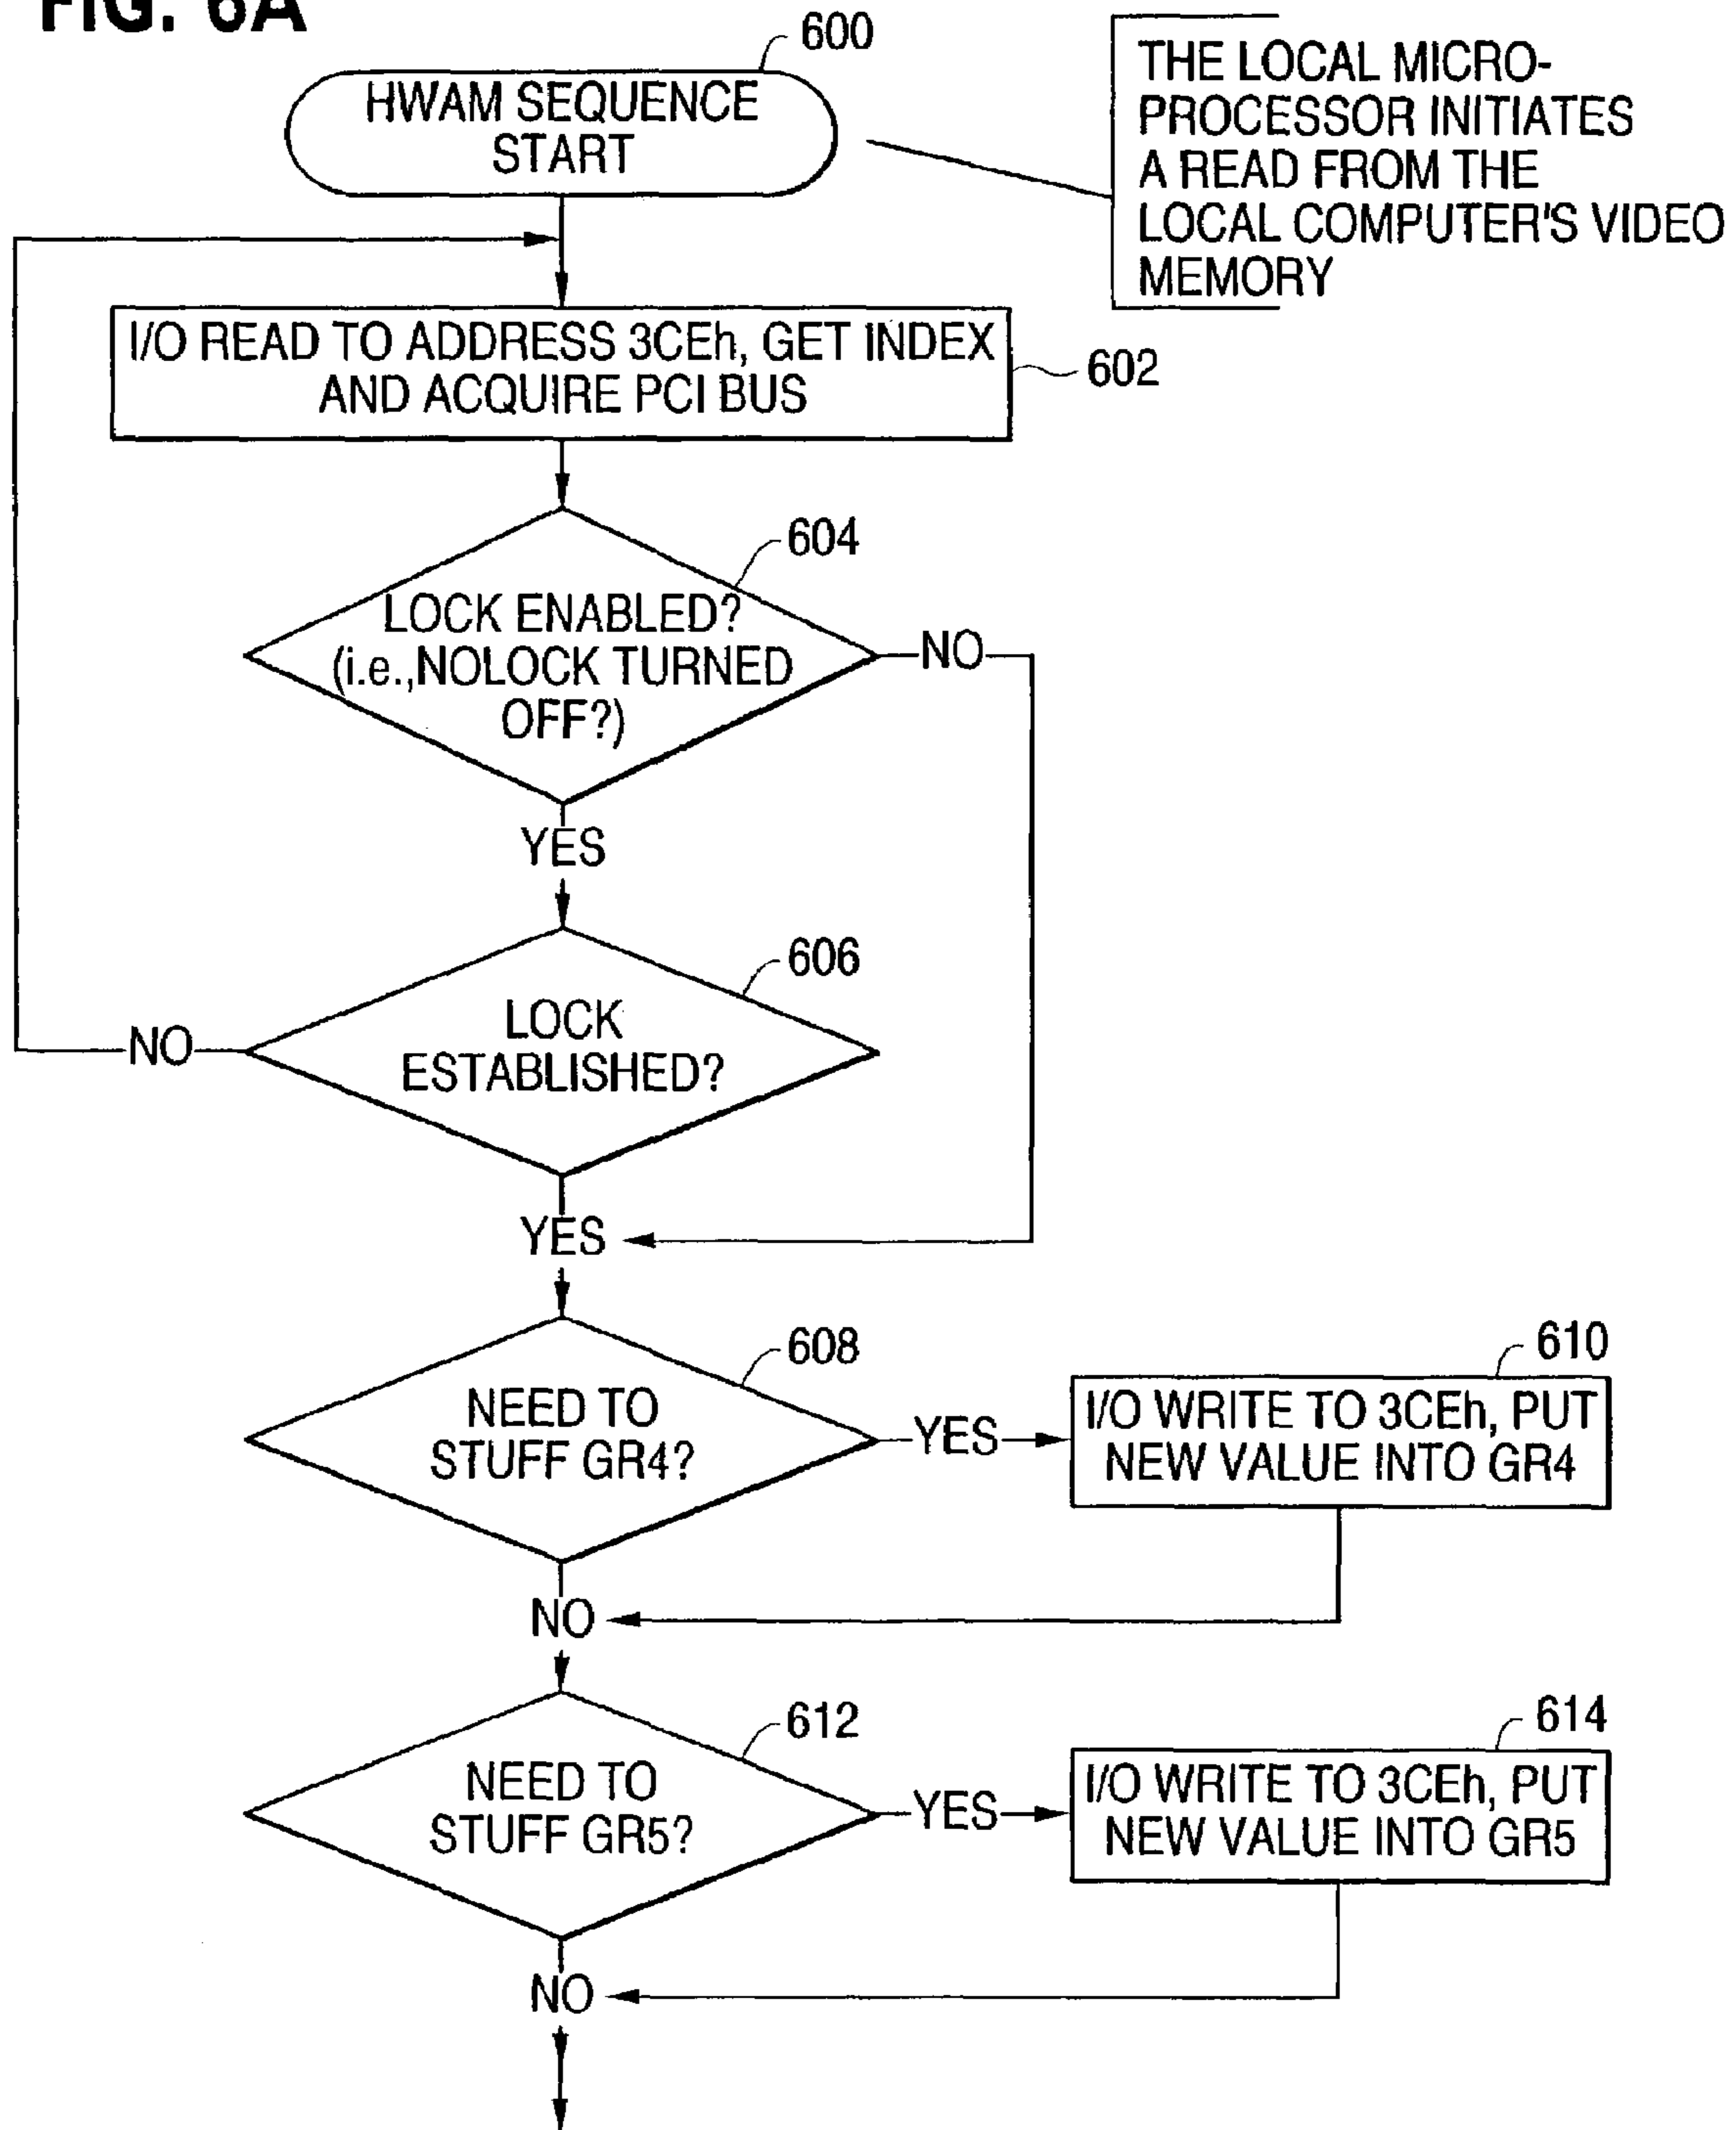 FIG. 6A
600
HWAM SEQUENCE
START
THE LOCAL MICRO-
PROCESSOR INITIATES
A READ FROM THE
LOCAL COMPUTER'S VIDEO
MEMORY
I/O READ TO ADDRESS 3CEh, GET INDEX
AND ACQUIRE PCI BUS
602
604
LOCK ENABLED?
(i.e.,NOLOCK TURNED
OFF?)
NO
YES
606
LOCK
ESTABLISHED?
NO
YES
608
NEED TO
STUFF GR4?
YES
610
I/O WRITE TO 3CEh, PUT
NEW VALUE INTO GR4
NO
612
NEED TO
STUFF GR5?
YES
614
I/O WRITE TO 3CEh, PUT
NEW VALUE INTO GR5
NO